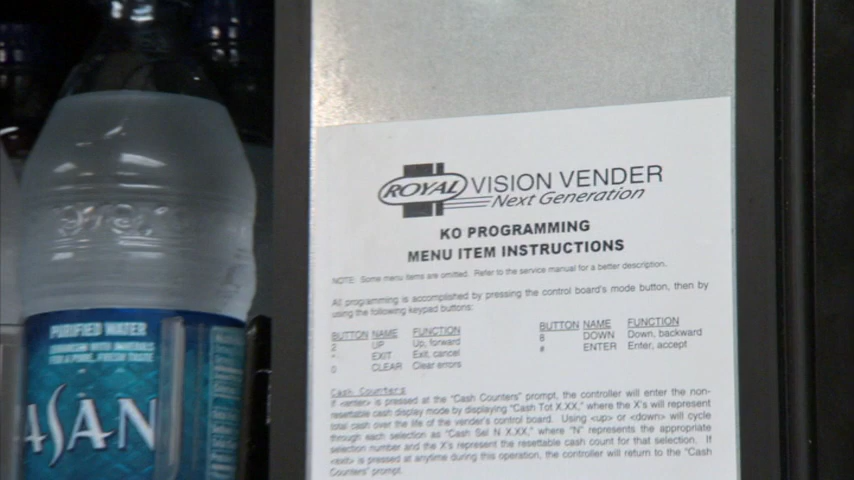 ROYAL VISION VENDER
Next Generation
KO PROGRAMMING
MENU ITEM INSTRUCTIONS
NOTE: Some menu items are omitted. Refer to the service manual for a better description.
All programming is accomplished by pressing the control board's mode button, then by
using the following keypad buttons:
BUTTON NAME FUNCTION
2 UP Up, forward
* EXIT Exit, cancel
0 CLEAR Clear errors
BUTTON NAME FUNCTION
8 DOWN Down, backward
# ENTER Enter, accept
Cash Counters
If <enter> is pressed at the "Cash Counters" prompt, the controller will enter the non-
resettable cash display mode by displaying "Cash Tot X.XX," where the X's will represent
total cash over the life of the vender's control board. Using <up> or <down> will cycle
through each selection as "Cash Sel N X.XX," where "N" represents the appropriate
selection number and the X's represent the resettable cash count for that selection. If
<exit> is pressed at anytime during this operation, the controller will return to the "Cash
Counters" prompt.
PURIFIED WATER
ENHANCED WITH MINERALS
FOR A PURE, FRESH TASTE
ASAN